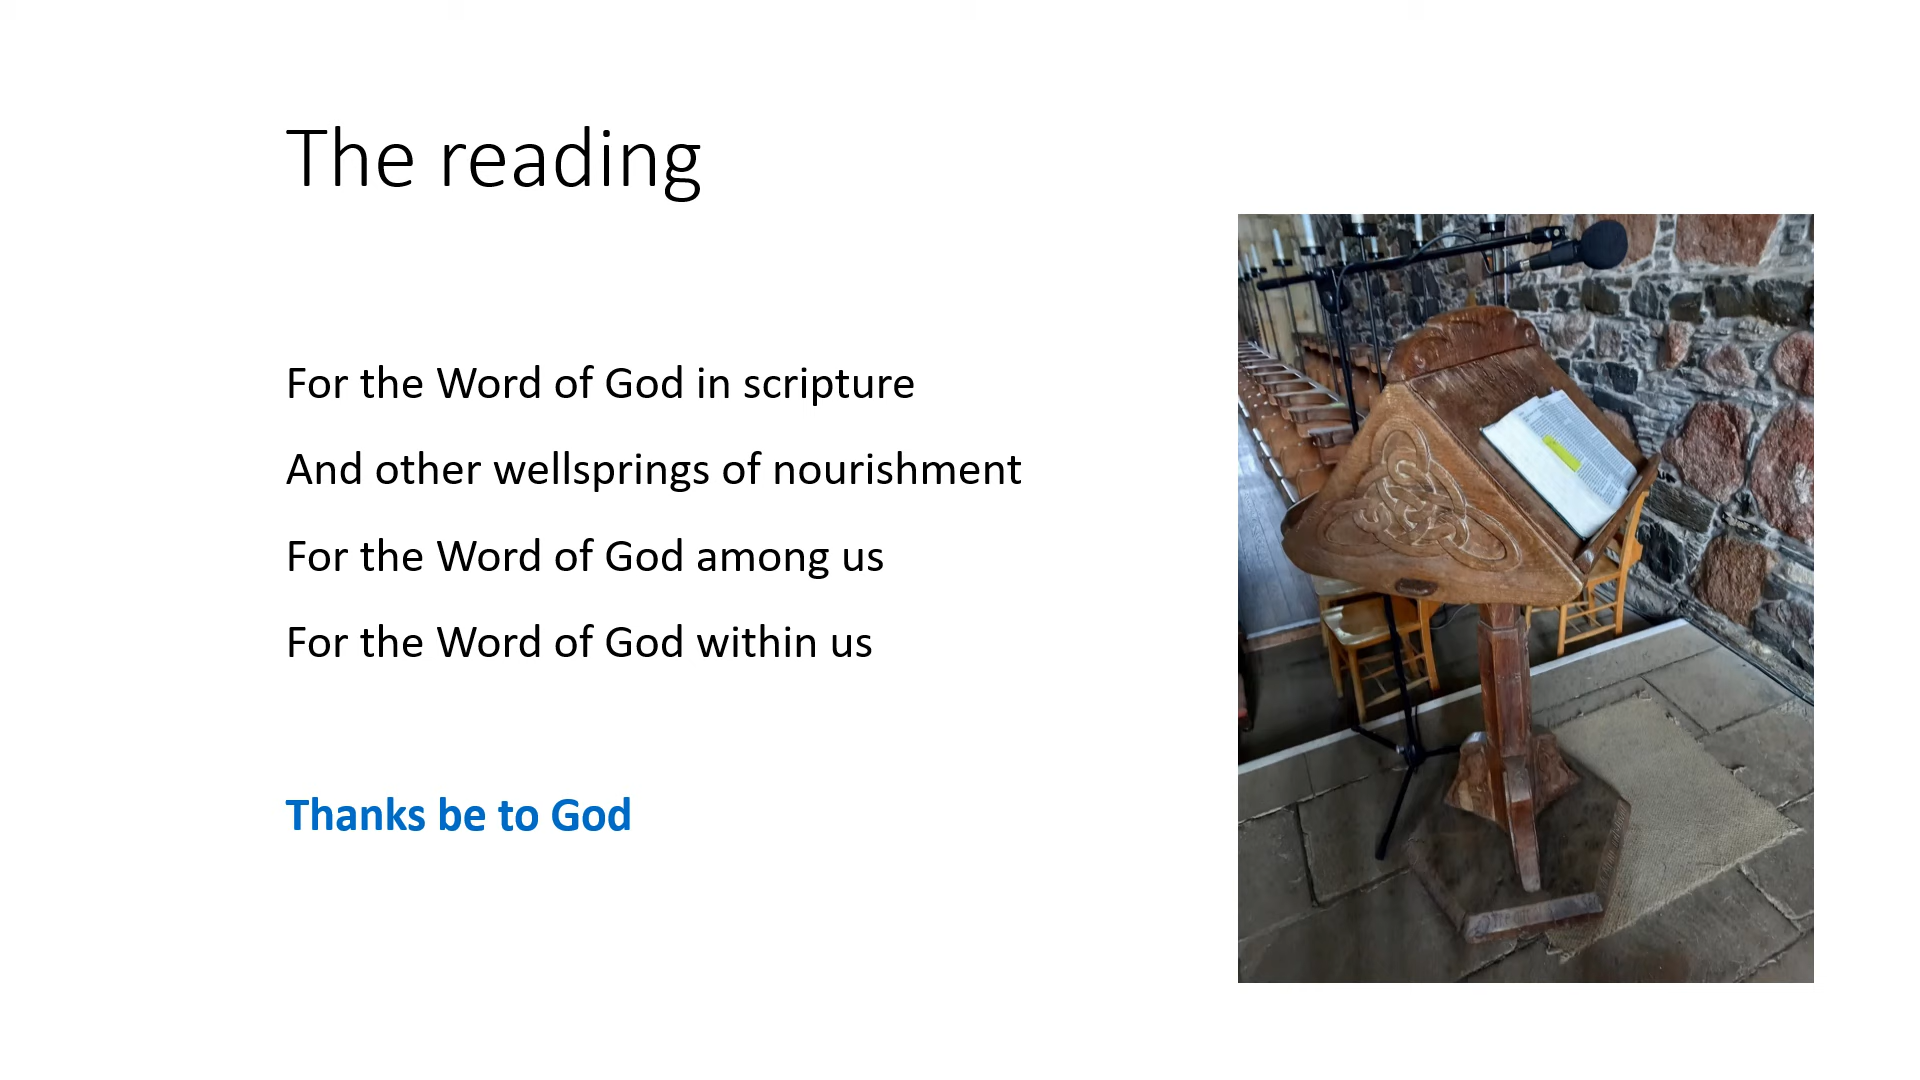 The reading
For the Word of God in scripture
And other wellsprings of nourishment
For the Word of God among us
For the Word of God within us
Thanks be to God